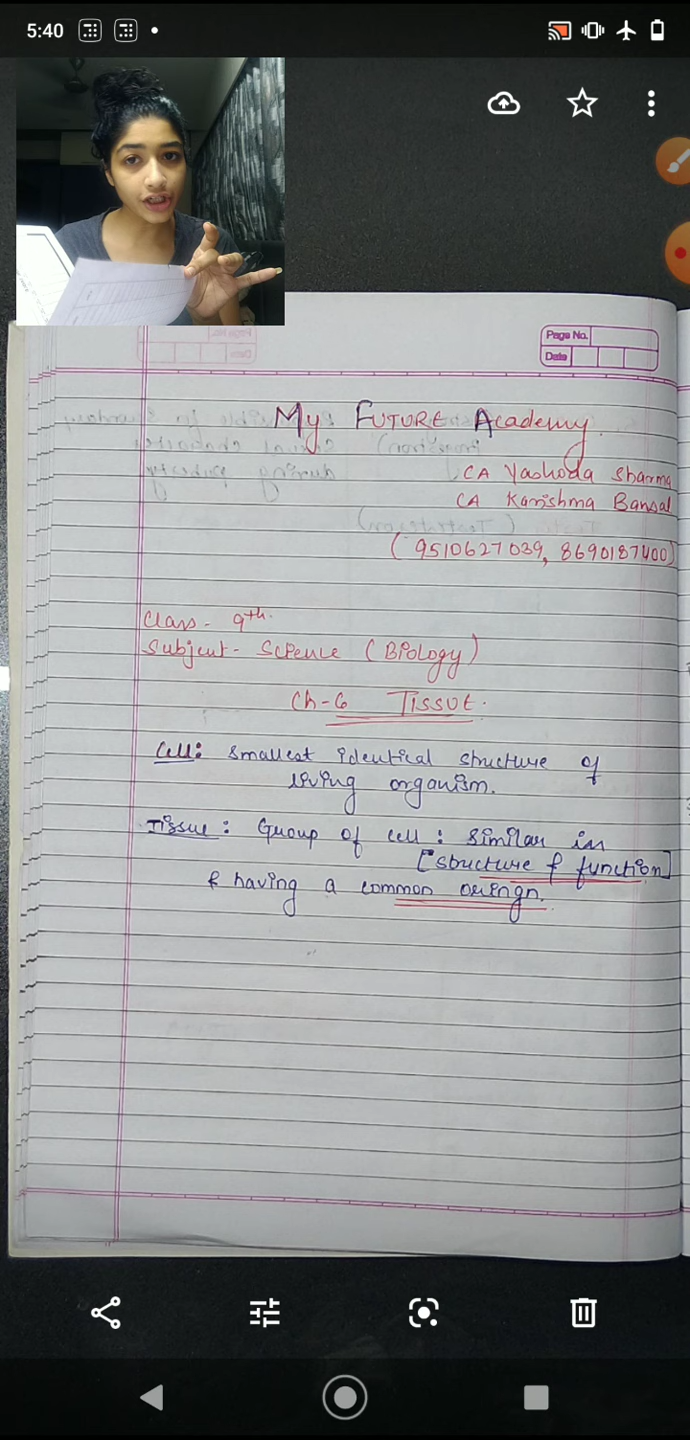 5:40
Page No.
Date
My FUTURE Academy.
CA Yashoda Sharma
CA Karishma Bansal
(9510627039, 8690187400)
Class - 9th.
Subject - Science (Biology)
Ch-6 TISSUE.
Cell: Smallest identical structure of
living organism.
Tissue: Group of cell: similar in
[structure & function]
& having a common oringn.